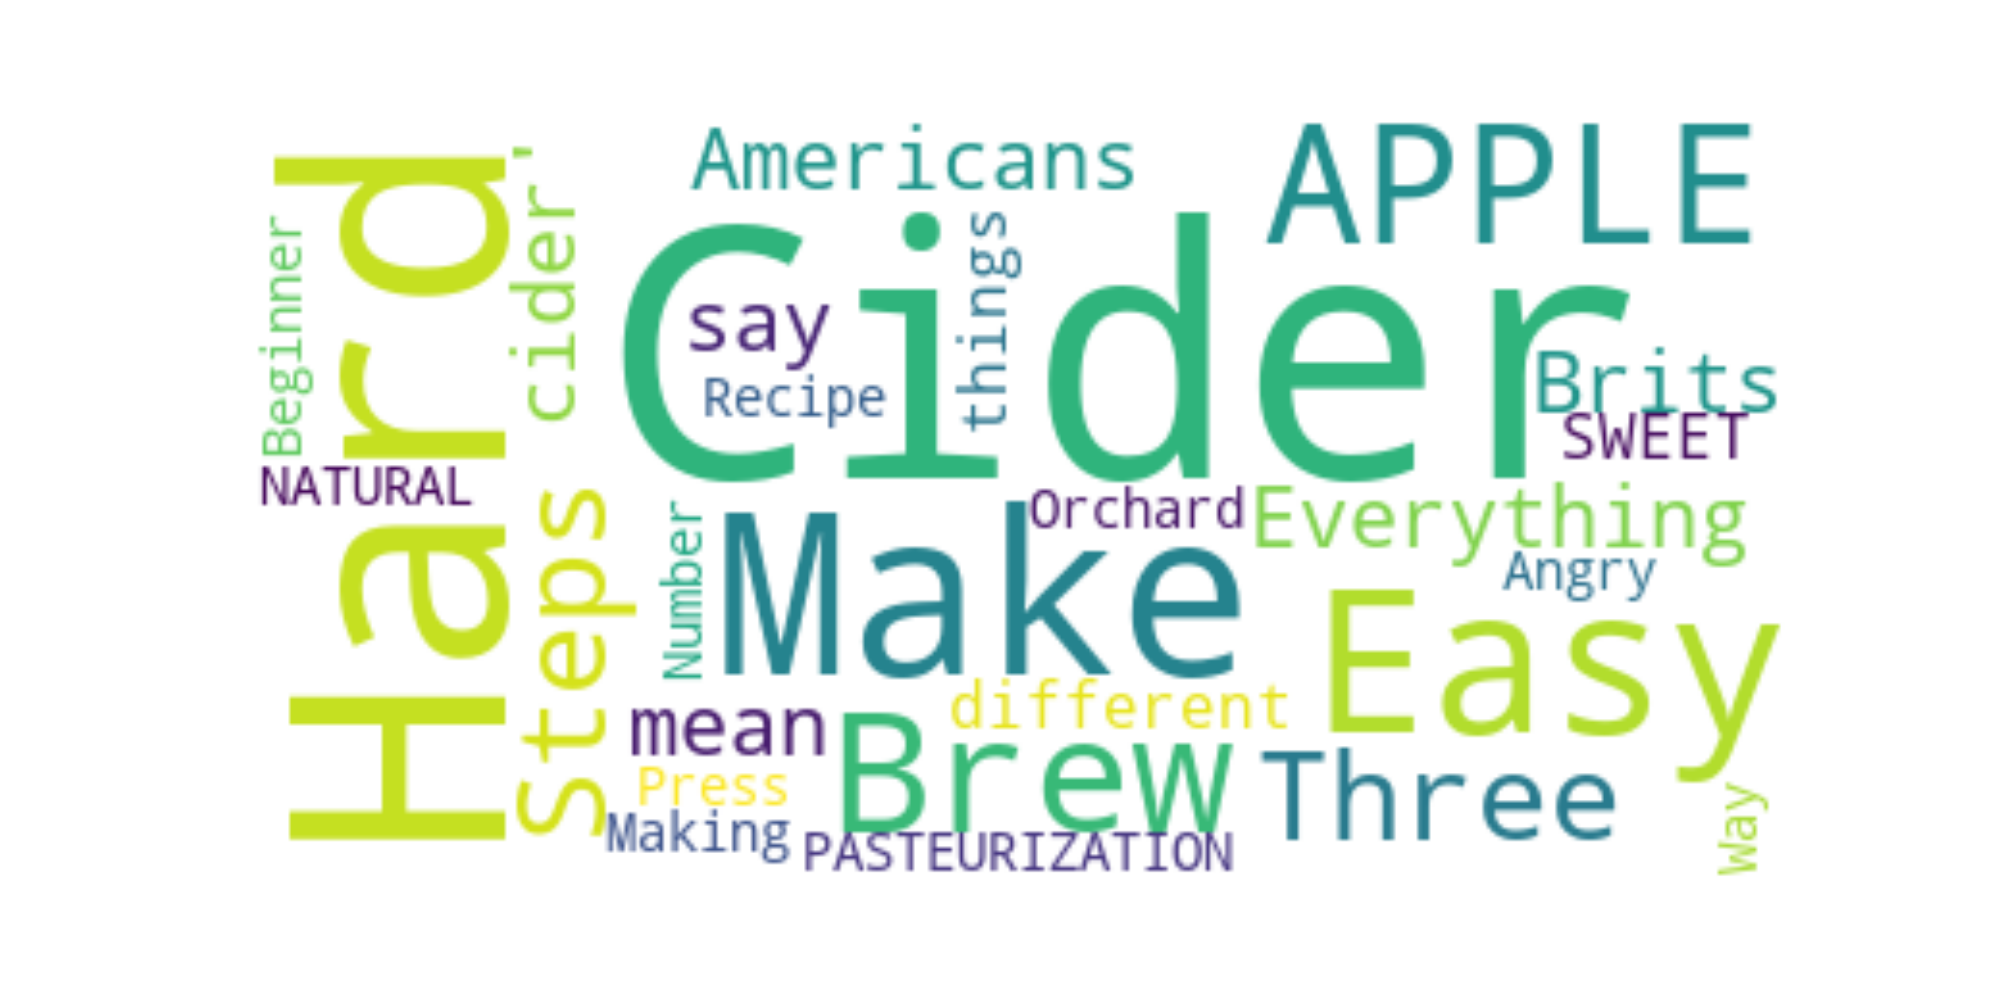 Americans
APPLE
Hard
cider'
Beginner
Cider
things
say
Recipe
Brits
SWEET
NATURAL
Steps
Number
Make
Orchard
Everything
Angry
Easy
different
mean
Brew
Three
Press
Making
PASTEURIZATION
Way